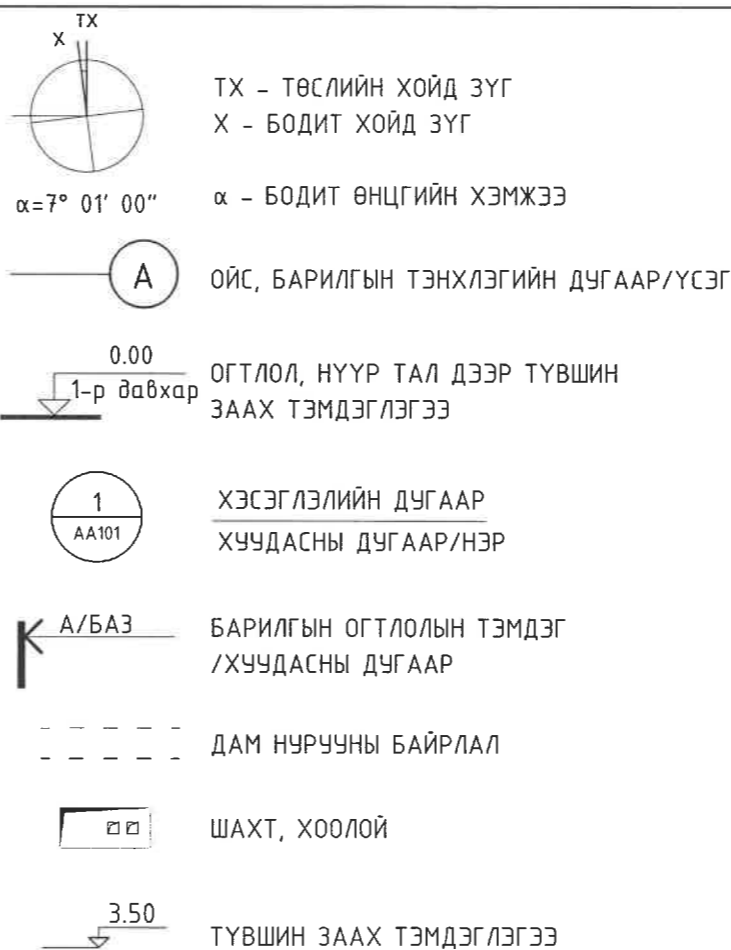 ТХ
Х
ТХ – ТӨСЛИЙН ХОЙД ЗҮГ
Х – БОДИТ ХОЙД ЗҮГ
α=7° 01' 00"
α – БОДИТ ӨНЦГИЙН ХЭМЖЭЭ
А
ОЙС, БАРИЛГЫН ТЭНХЛЭГИЙН ДУГААР/ҮСЭГ
0.00
1-р давхар
ОГТЛОЛ, НҮҮР ТАЛ ДЭЭР ТҮВШИН
ЗААХ ТЭМДЭГЛЭГЭЭ
1
АА101
ХЭСЭГЛЭЛИЙН ДУГААР
ХУУДАСНЫ ДУГААР/НЭР
А/БАЗ
БАРИЛГЫН ОГТЛОЛЫН ТЭМДЭГ
/ХУУДАСНЫ ДУГААР
ДАМ НУРУУНЫ БАЙРЛАЛ
ШАХТ, ХООЛОЙ
3.50
ТҮВШИН ЗААХ ТЭМДЭГЛЭГЭЭ